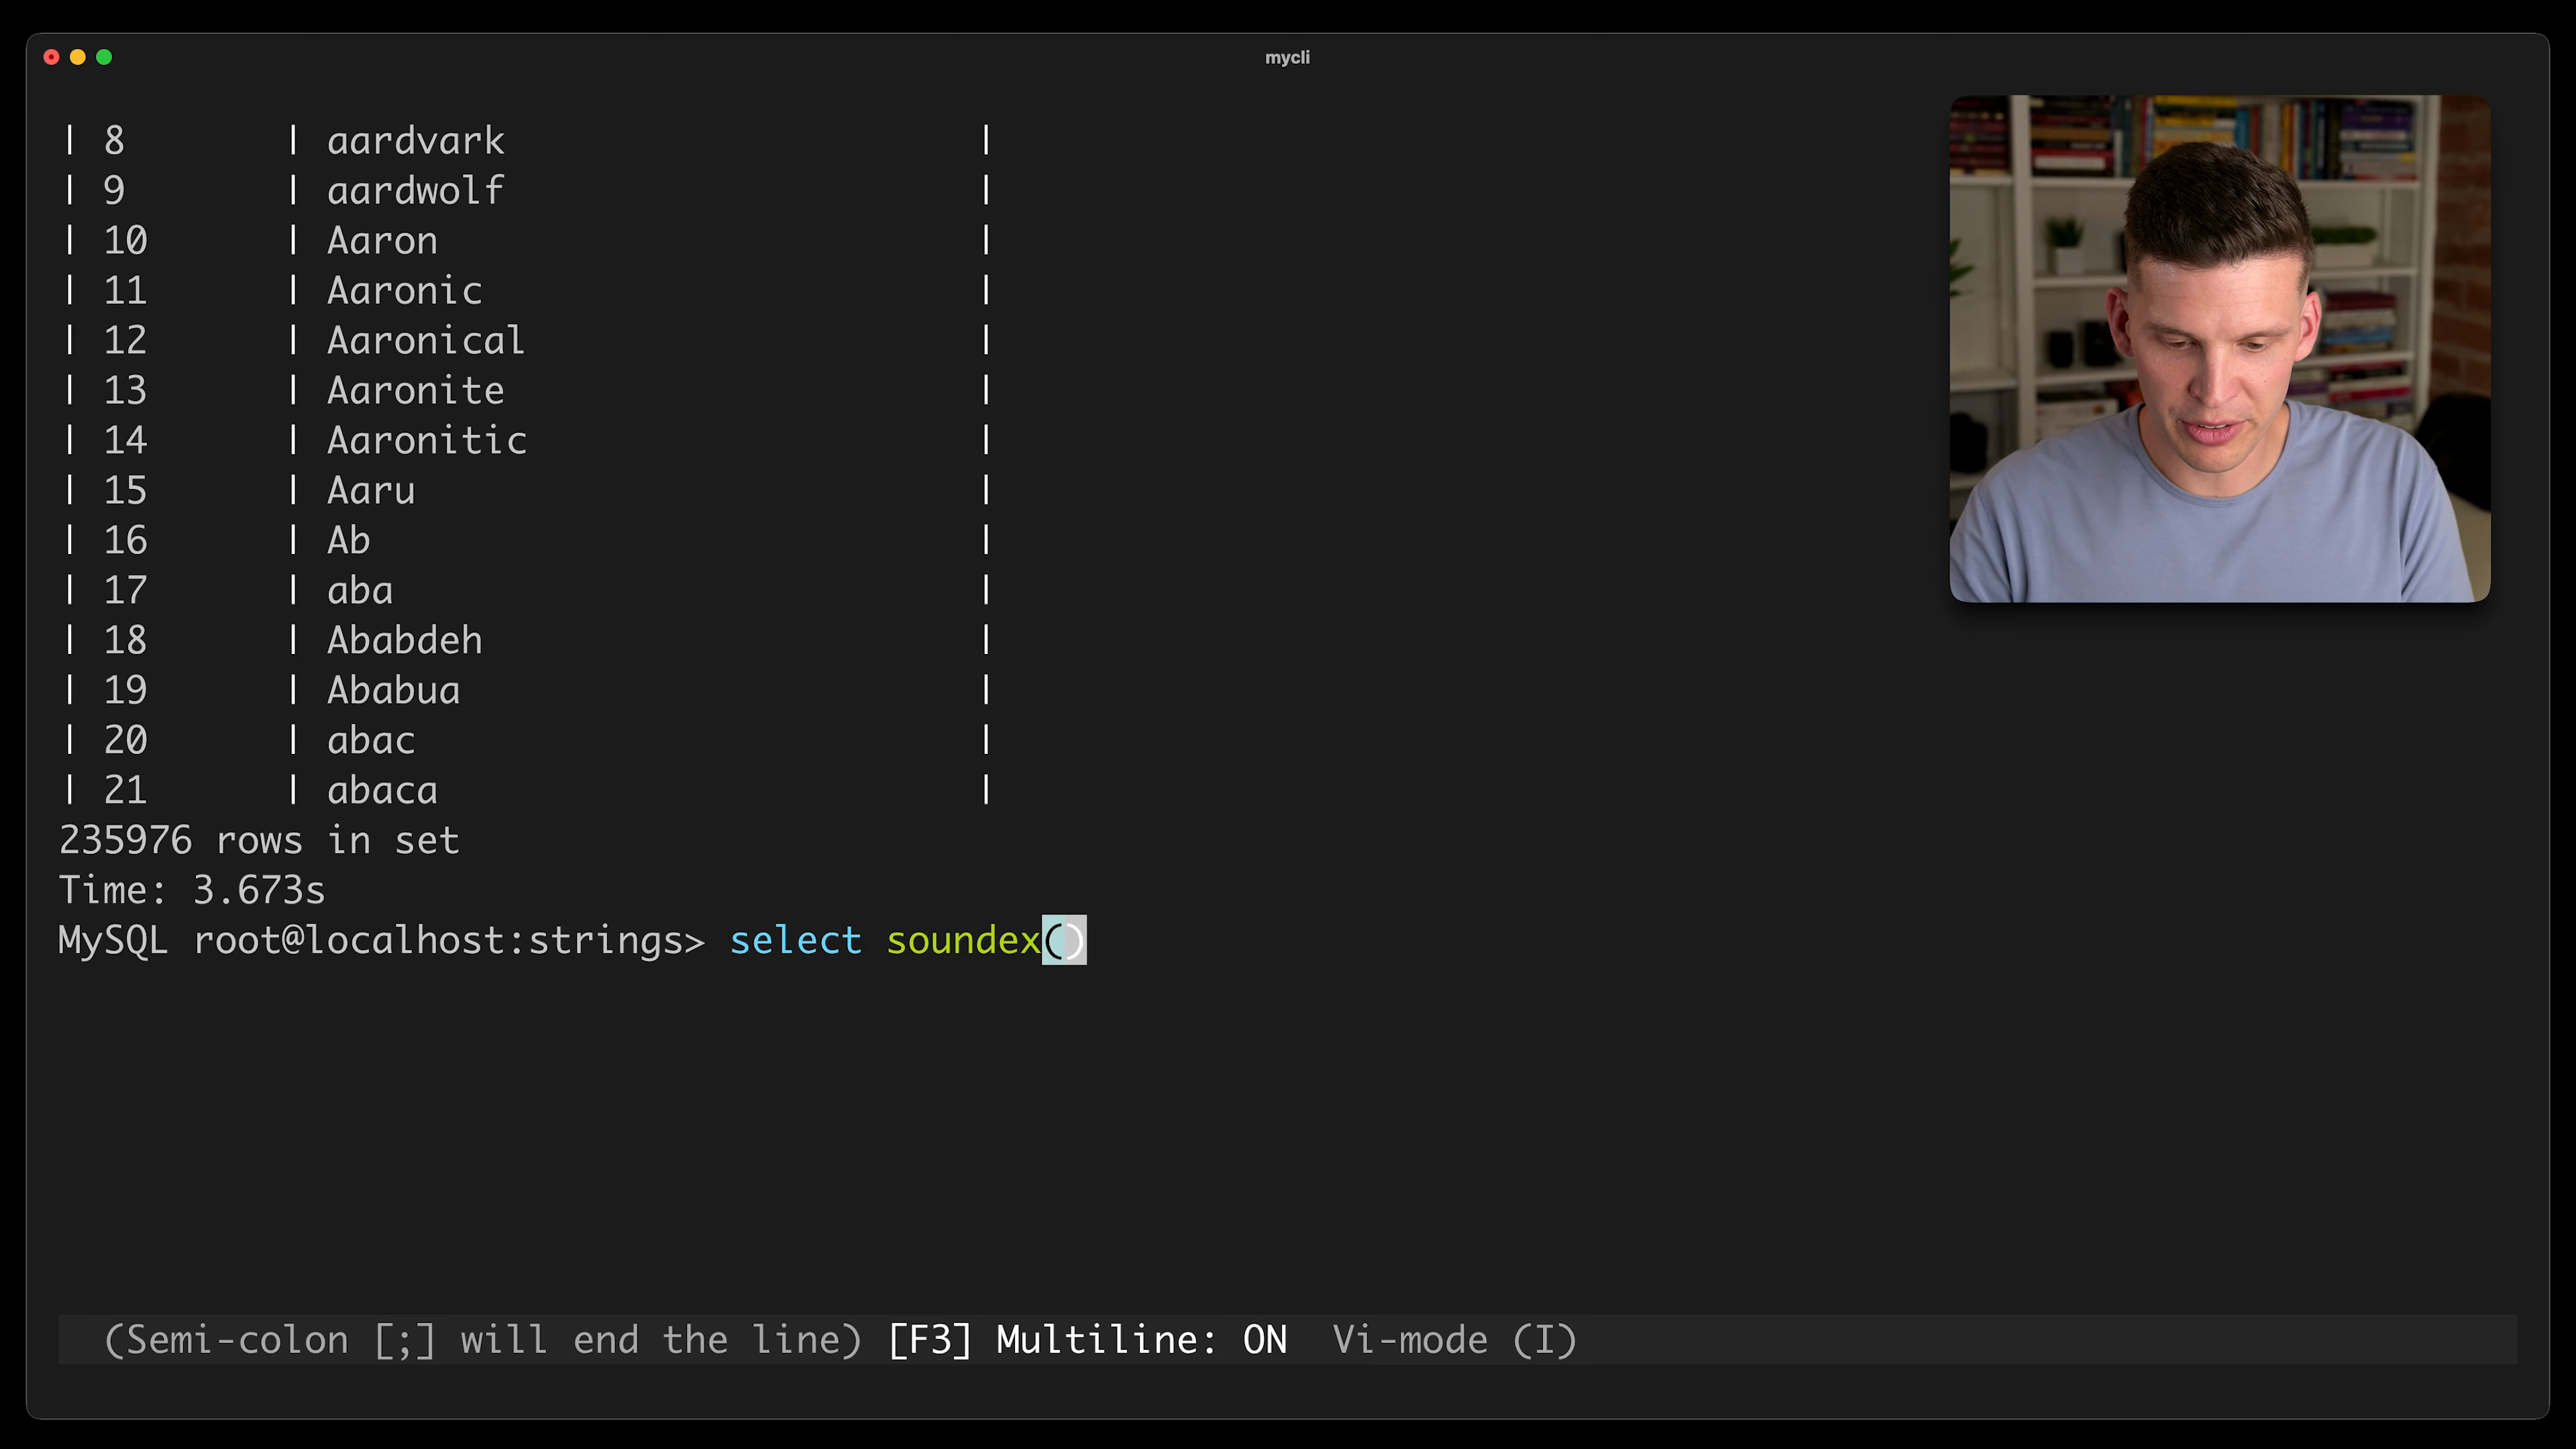 mycli
| 8 | aardvark |
| 9 | aardwolf |
| 10 | Aaron |
| 11 | Aaronic |
| 12 | Aaronical |
| 13 | Aaronite |
| 14 | Aaronitic |
| 15 | Aaru |
| 16 | Ab |
| 17 | aba |
| 18 | Ababdeh |
| 19 | Ababua |
| 20 | abac |
| 21 | abaca |
235976 rows in set
Time: 3.673s
MySQL root@localhost:strings> select soundex()
(Semi-colon [;] will end the line) [F3] Multiline: ON Vi-mode (I)